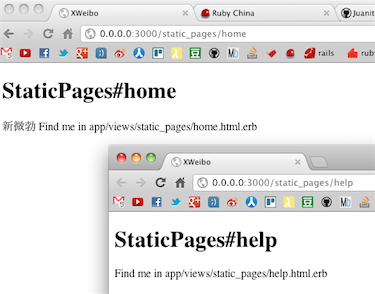 XWeibo
Ruby China
Juanit
0.0.0.0:3000/static_pages/home
rails
ruby
StaticPages#home
新微勃 Find me in app/views/static_pages/home.html.erb
XWeibo
0.0.0.0:3000/static_pages/help
StaticPages#help
Find me in app/views/static_pages/help.html.erb